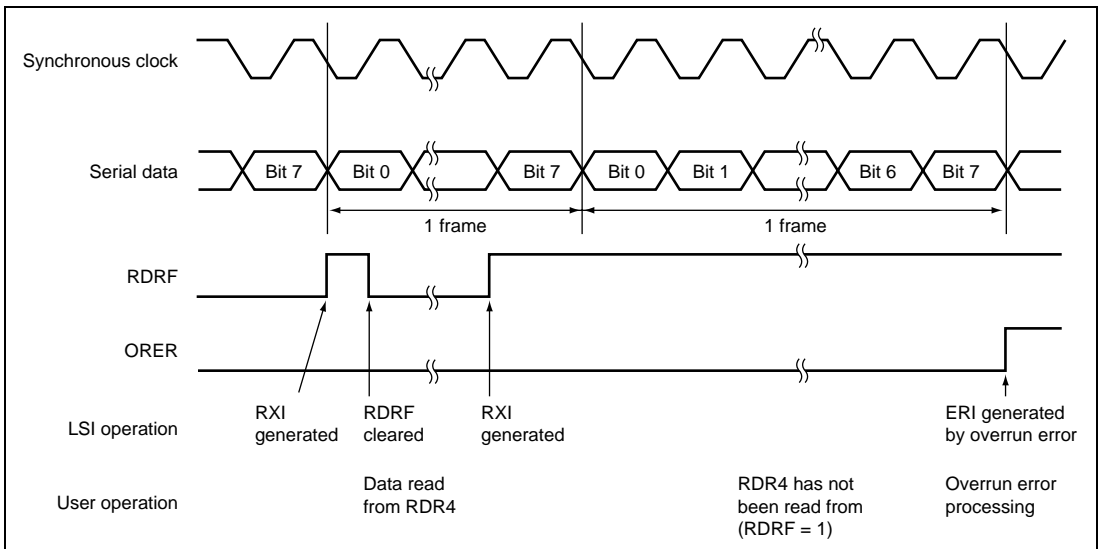 Synchronous clock
Serial data
Bit 7
Bit 0
Bit 7
Bit 0
Bit 1
Bit 6
Bit 7
1 frame
1 frame
RDRF
ORER
LSI operation
RXI
generated
RDRF
cleared
RXI
generated
ERI generated
by overrun error
User operation
Data read
from RDR4
RDR4 has not
been read from
(RDRF = 1)
Overrun error
processing